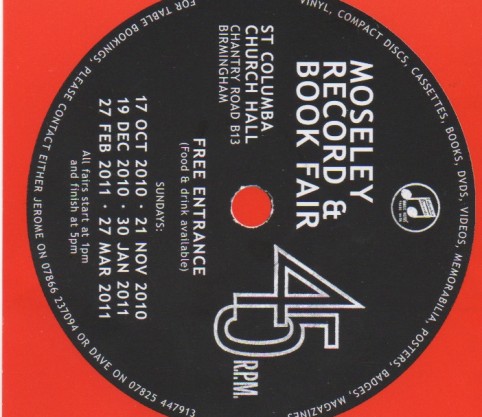 VINYL, COMPACT DISCS, CASSETTES, BOOKS, DVDS, VIDEOS, MEMORABILIA, POSTERS, BADGES, MAGAZINES
MOSELEY
RECORD &
BOOK FAIR
ST COLUMBA
CHURCH HALL
CHANTRY ROAD B13
BIRMINGHAM
45
R.P.M.
FREE ENTRANCE
(Food & drink available)
SUNDAYS:
17 OCT 2010 · 21 NOV 2010
19 DEC 2010 · 30 JAN 2011
27 FEB 2011 · 27 MAR 2011
All fairs start at 1pm
and finish at 5pm
FOR TABLE BOOKINGS, PLEASE CONTACT EITHER JEROME ON 07866 237094 OR DAVE ON 07825 447913